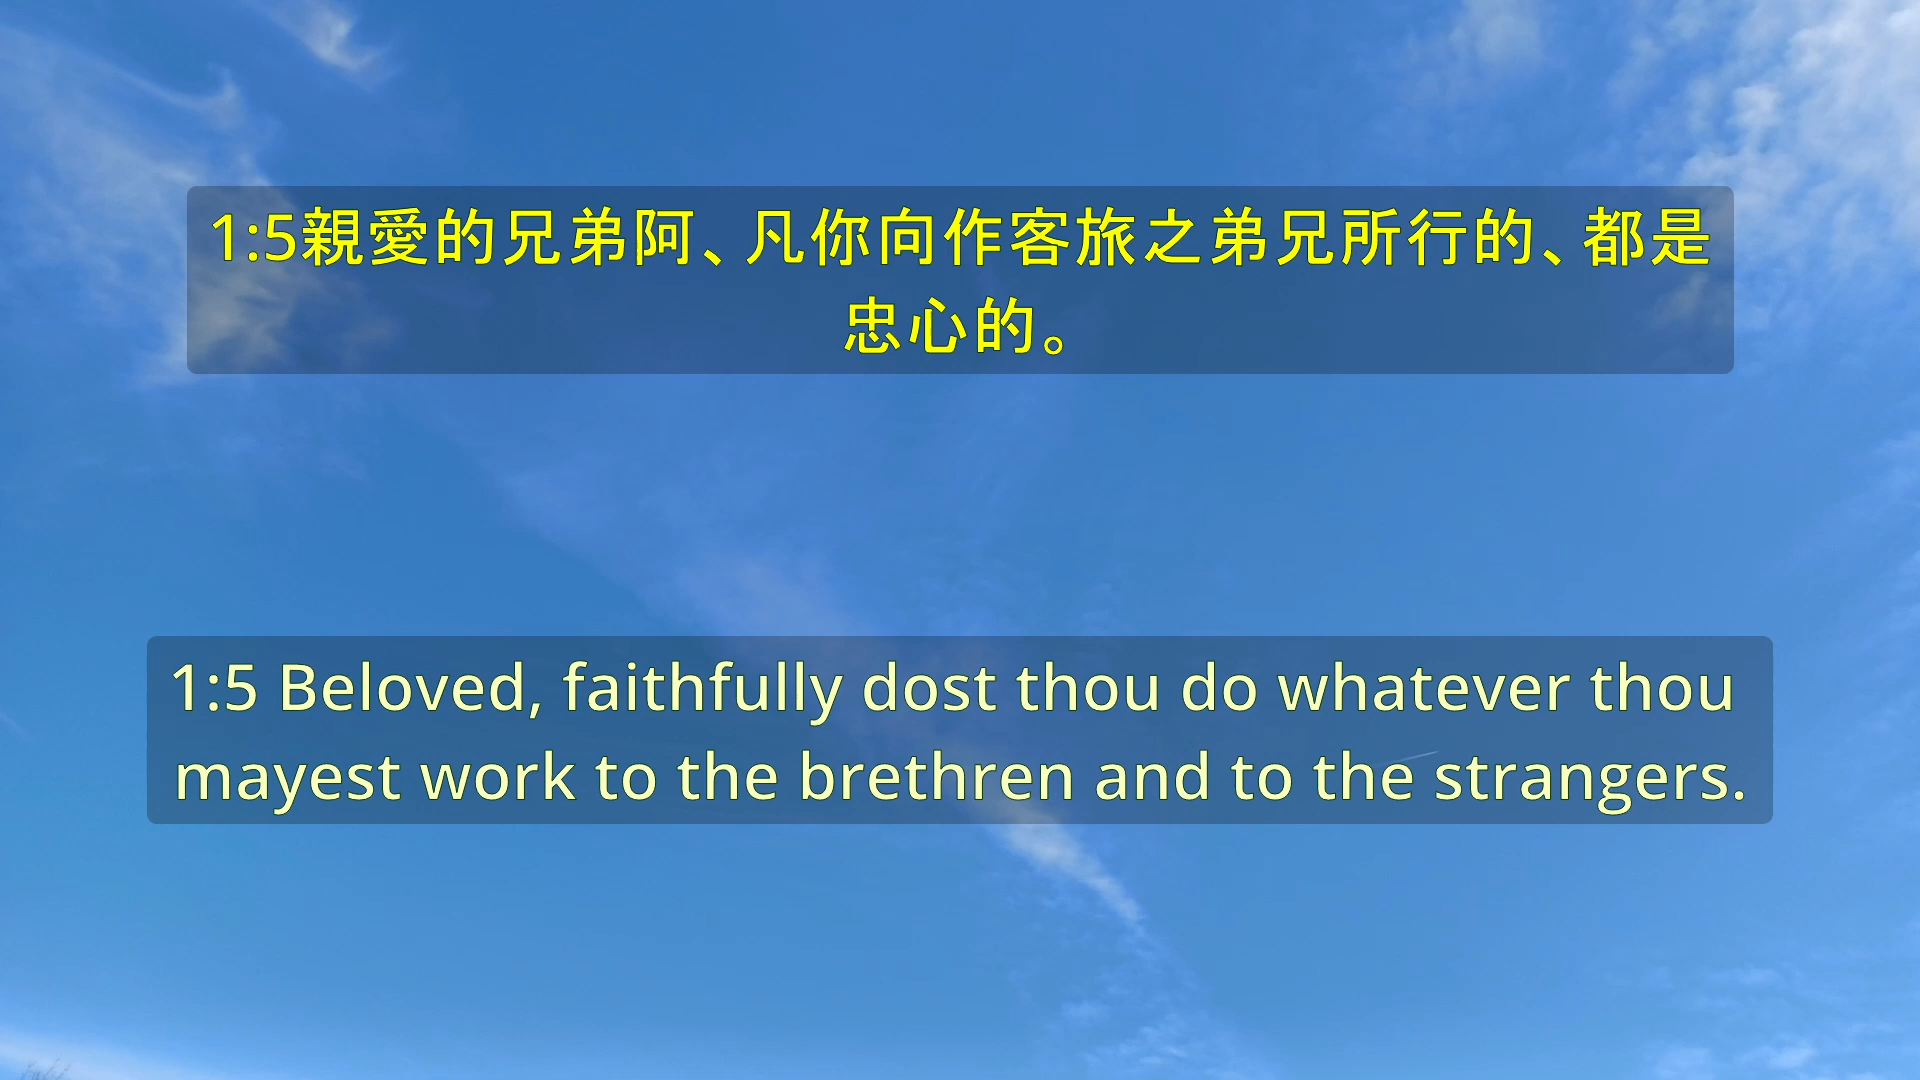 1:5親愛的兄弟阿、凡你向作客旅之弟兄所行的、都是
忠心的。
1:5 Beloved, faithfully dost thou do whatever thou
mayest work to the brethren and to the strangers.